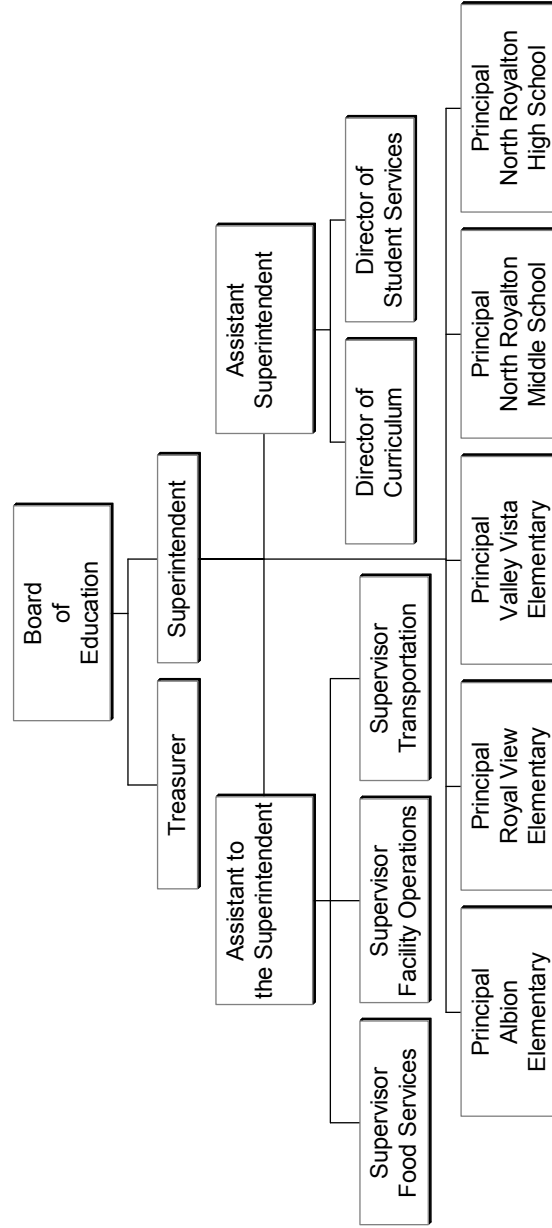 Board
of
Education
Treasurer
Superintendent
Assistant to
the Superintendent
Assistant
Superintendent
Supervisor
Food Services
Supervisor
Facility Operations
Supervisor
Transportation
Director of
Curriculum
Director of
Student Services
Principal
Albion
Elementary
Principal
Royal View
Elementary
Principal
Valley Vista
Elementary
Principal
North Royalton
Middle School
Principal
North Royalton
High School